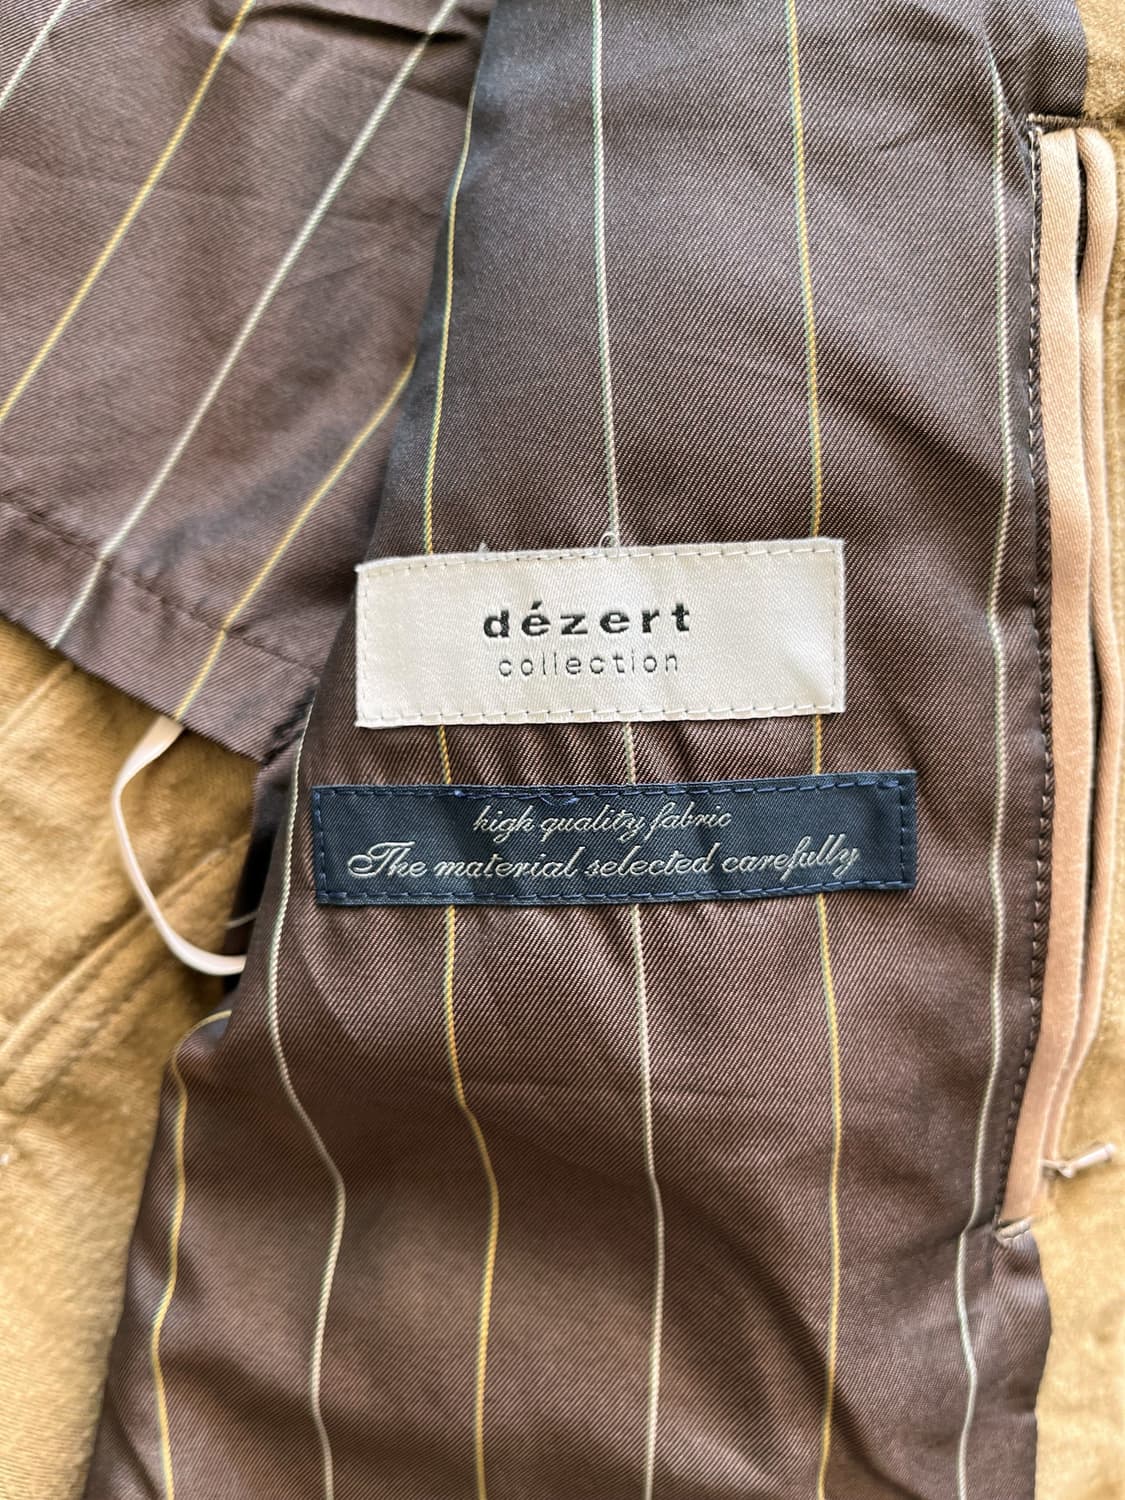 dézert
collection
high quality fabric
The material selected carefully